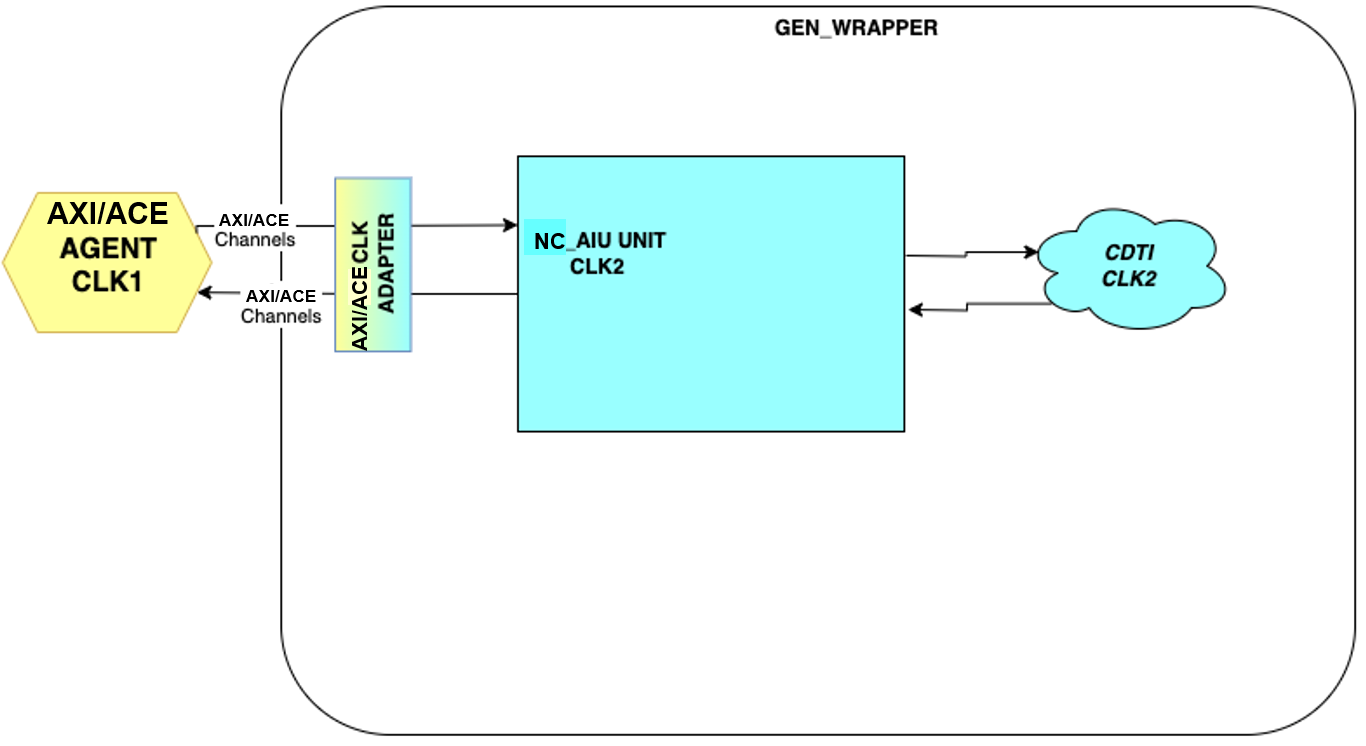 GEN_WRAPPER
AXI/ACE
AGENT
CLK1
AXI/ACE
Channels
AXI/ACE
Channels
AXI/ACE CLK
ADAPTER
NC_AIU UNIT
CLK2
CDTI
CLK2